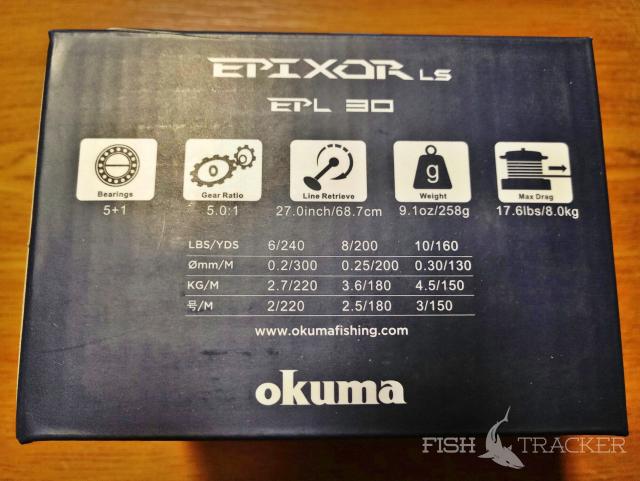 EPIXOR LS
EPL 30
Bearings
5+1
Gear Ratio
5.0:1
Line Retrieve
27.0inch/68.7cm
g
Weight
9.1oz/258g
Max Drag
17.6lbs/8.0kg
LBS/YDS 6/240 8/200 10/160
Ømm/M 0.2/300 0.25/200 0.30/130
KG/M 2.7/220 3.6/180 4.5/150
号/M 2/220 2.5/180 3/150
www.okumafishing.com
okuma
FISH TRACKER